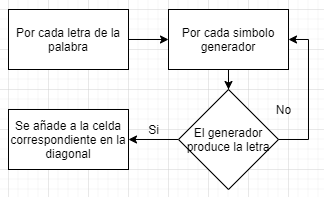 Por cada letra de la
palabra
Por cada simbolo
generador
No
Si
El generador
produce la letra
Se añade a la celda
correspondiente en la
diagonal